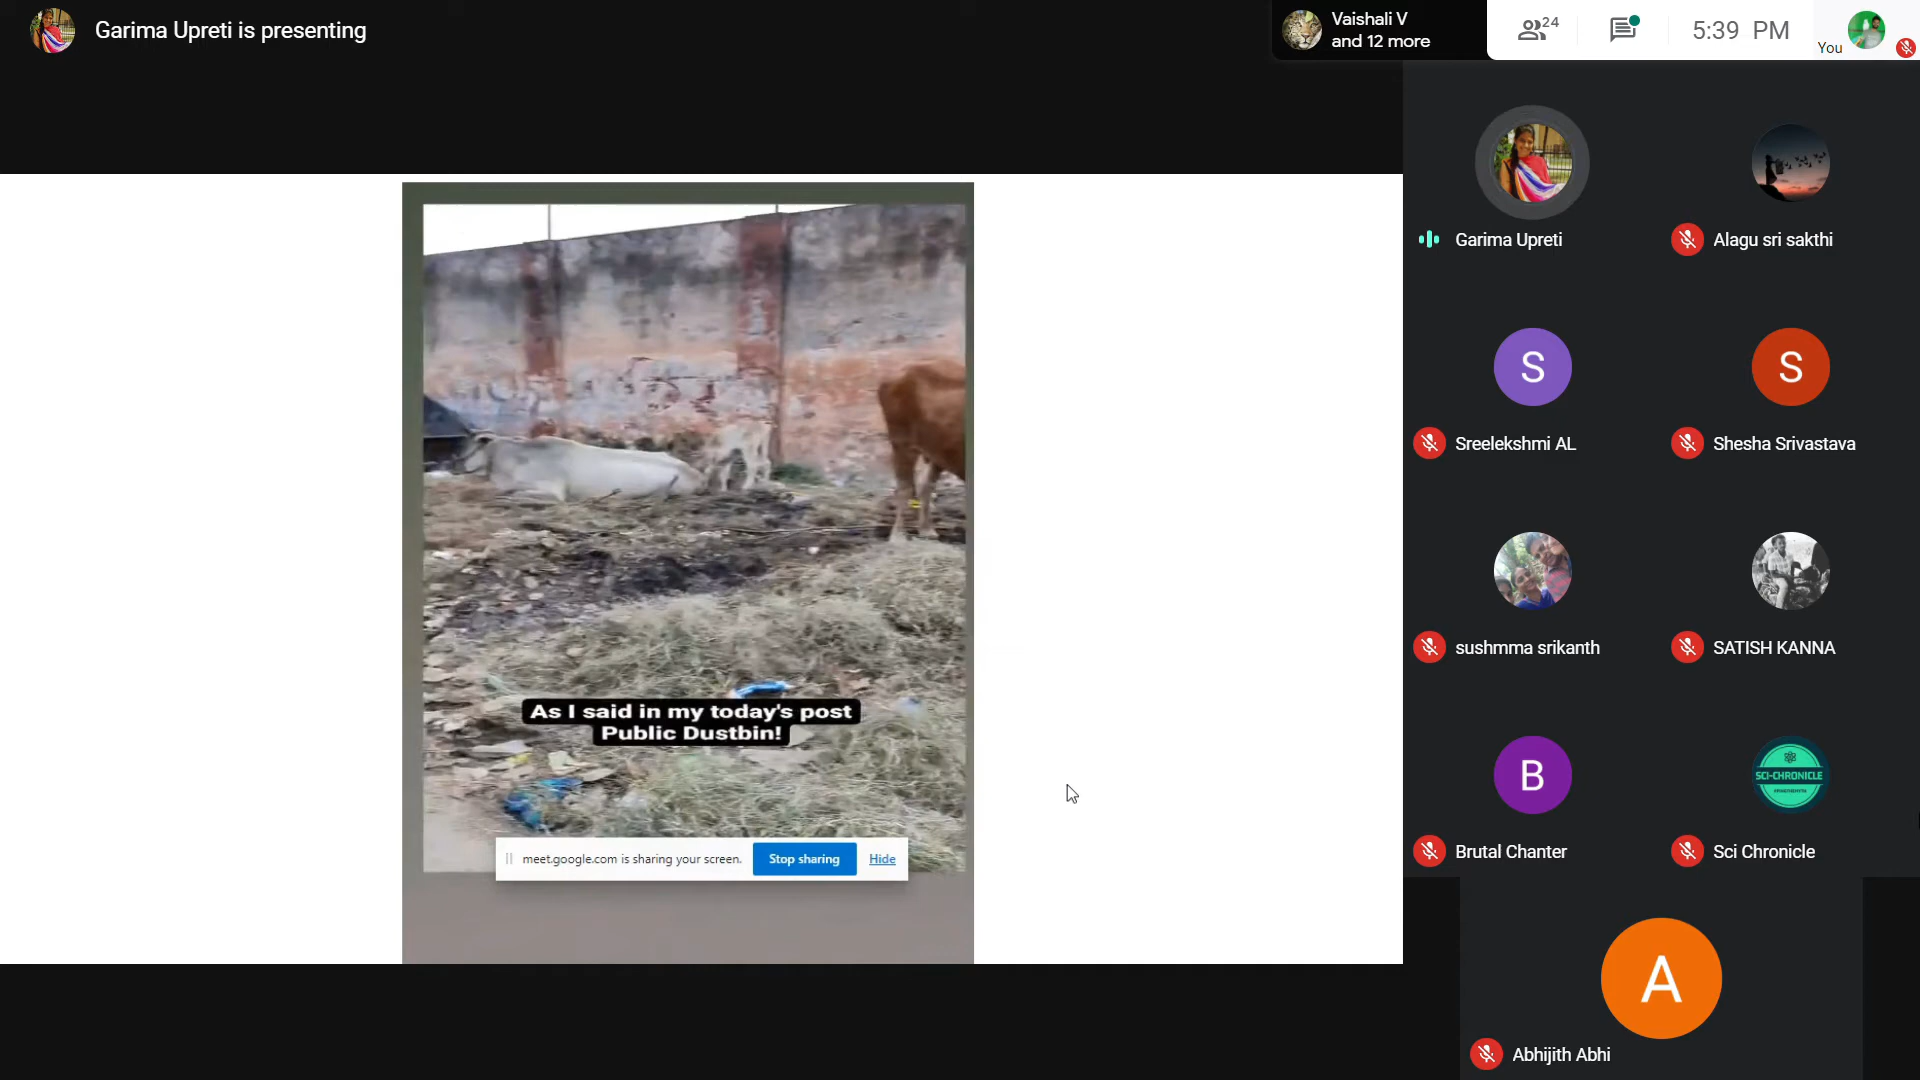 Garima Upreti is presenting
Vaishali V
and 12 more
24
5:39 PM
You
Garima Upreti
Alagu sri sakthi
S
S
Sreelekshmi AL
Shesha Srivastava
sushmma srikanth
SATISH KANNA
B
SCI-CHRONICLE
Brutal Chanter
Sci Chronicle
A
Abhijith Abhi
As I said in my today's post
Public Dustbin!
meet.google.com is sharing your screen.
Stop sharing
Hide